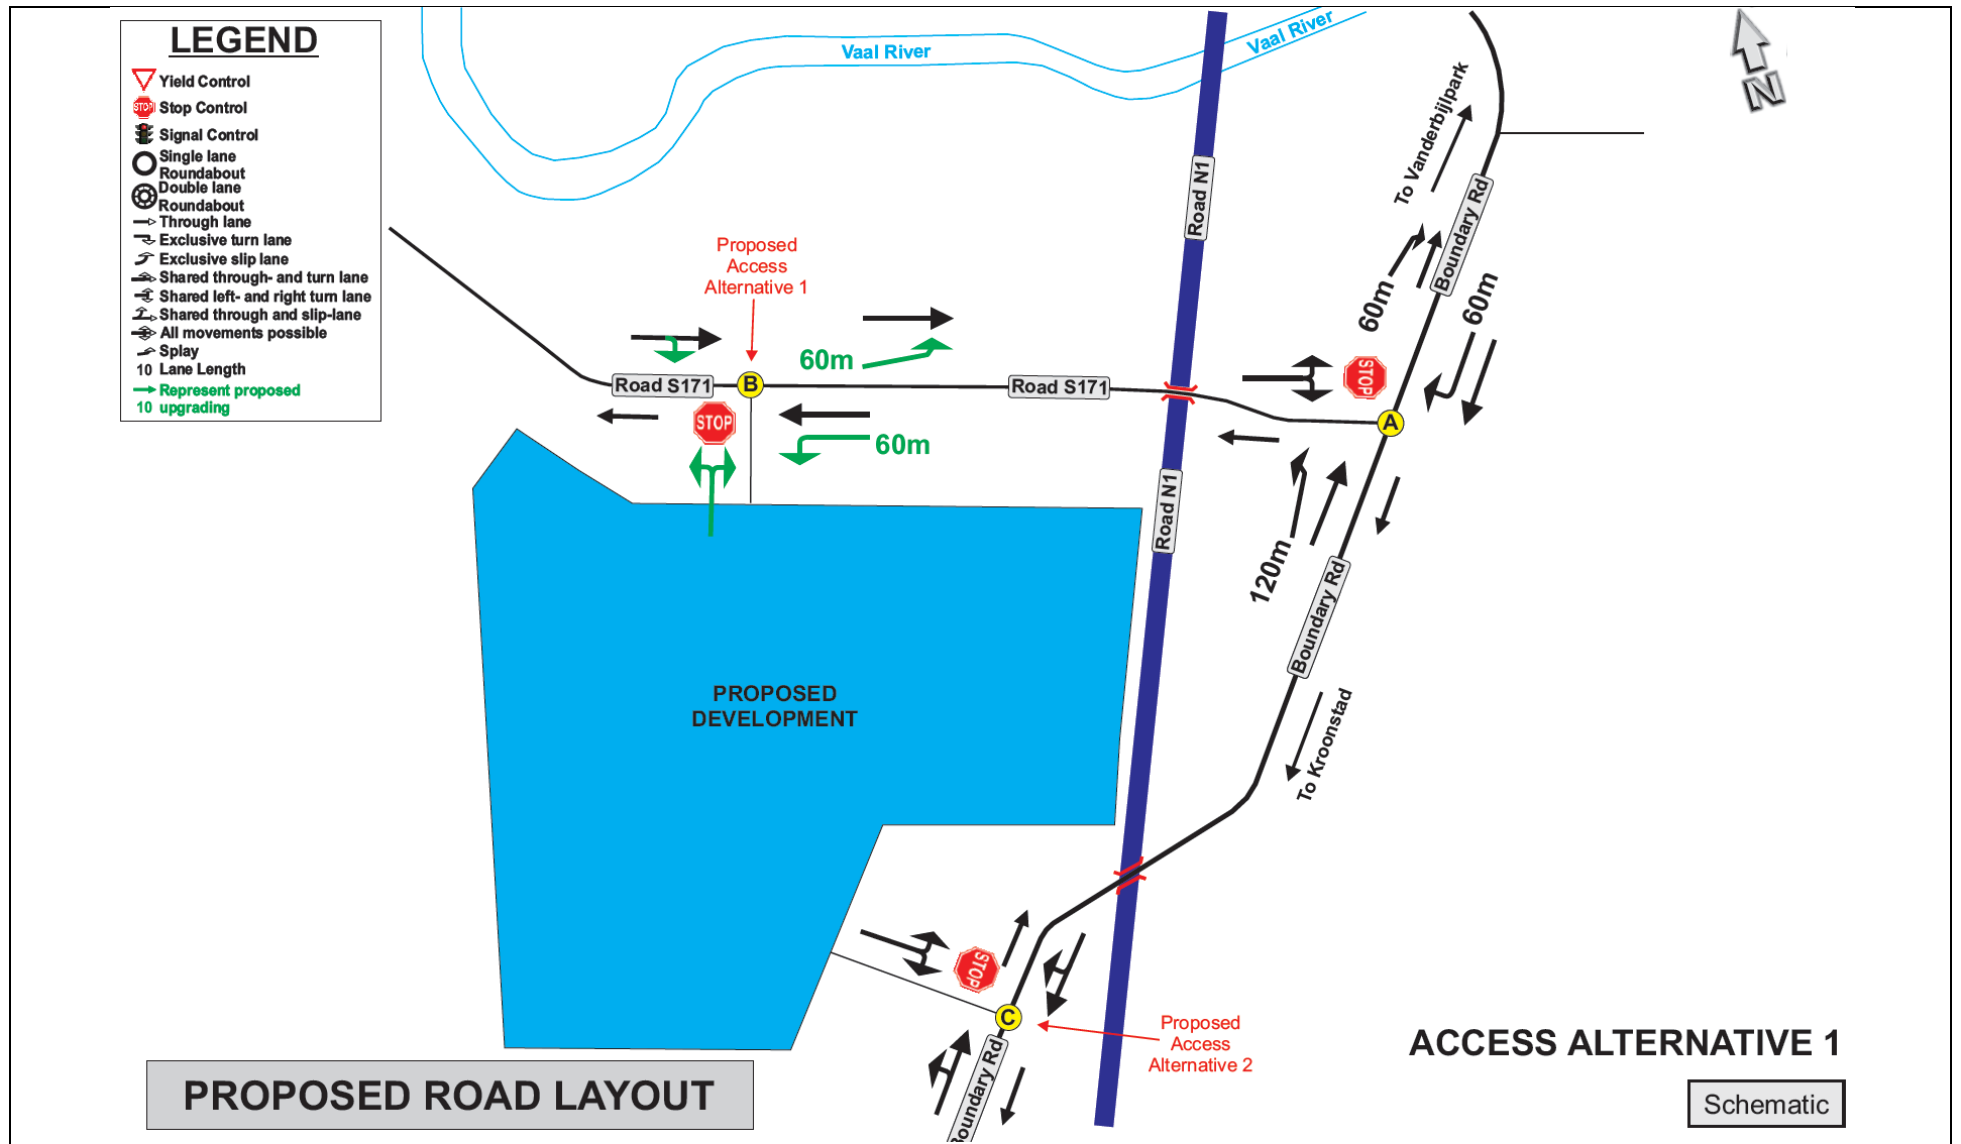 LEGEND
Yield Control
STOP Stop Control
Signal Control
Single lane
Roundabout
Double lane
Roundabout
Through lane
Exclusive turn lane
Exclusive slip lane
Shared through- and turn lane
Shared left- and right turn lane
Shared through and slip-lane
All movements possible
Splay
10 Lane Length
Represent proposed
10 upgrading
Vaal River
Vaal River
N
To Vanderbijlpark
Road N1
Boundary Rd
Proposed
Access
Alternative 1
60m
60m
60m
Road S171
B
Road S171
STOP
A
STOP
60m
Road N1
120m
Boundary Rd
PROPOSED
DEVELOPMENT
To Kroonstad
STOP
C
Proposed
Access
Alternative 2
Boundary Rd
ACCESS ALTERNATIVE 1
PROPOSED ROAD LAYOUT
Schematic